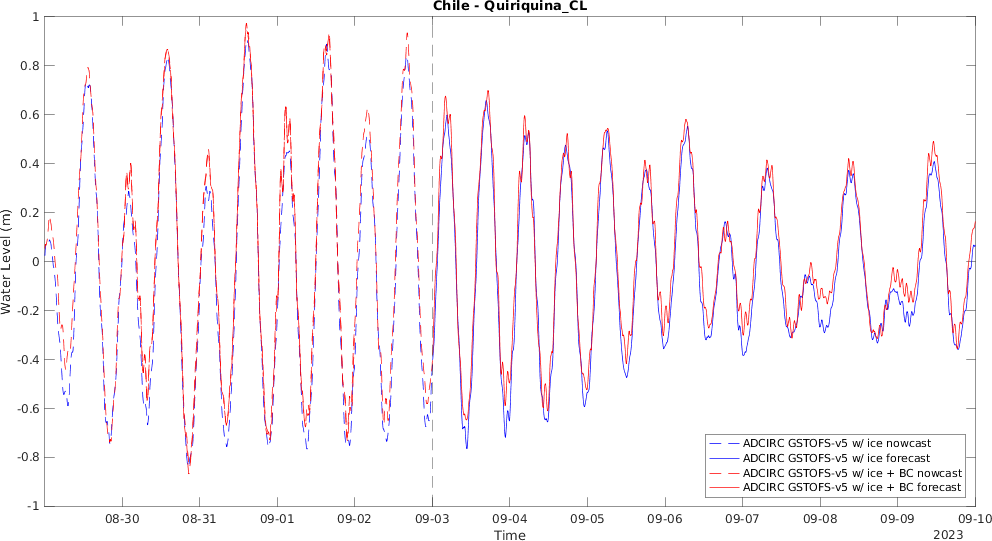 Chile - Quiriquina_CL
1
0.8
0.6
0.4
0.2
0
-0.2
-0.4
-0.6
-0.8
-1
Water Level (m)
ADCIRC GSTOFS-v5 w/ ice nowcast
ADCIRC GSTOFS-v5 w/ ice forecast
ADCIRC GSTOFS-v5 w/ ice + BC nowcast
ADCIRC GSTOFS-v5 w/ ice + BC forecast
08-30 08-31 09-01 09-02 09-03 09-04 09-05 09-06 09-07 09-08 09-09 09-10
Time
2023